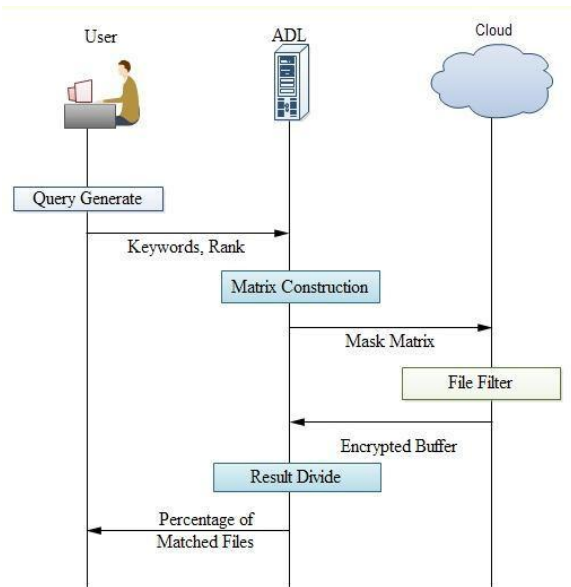 User
ADL
Cloud
Query Generate
Keywords, Rank
Matrix Construction
Mask Matrix
File Filter
Encrypted Buffer
Result Divide
Percentage of
Matched Files